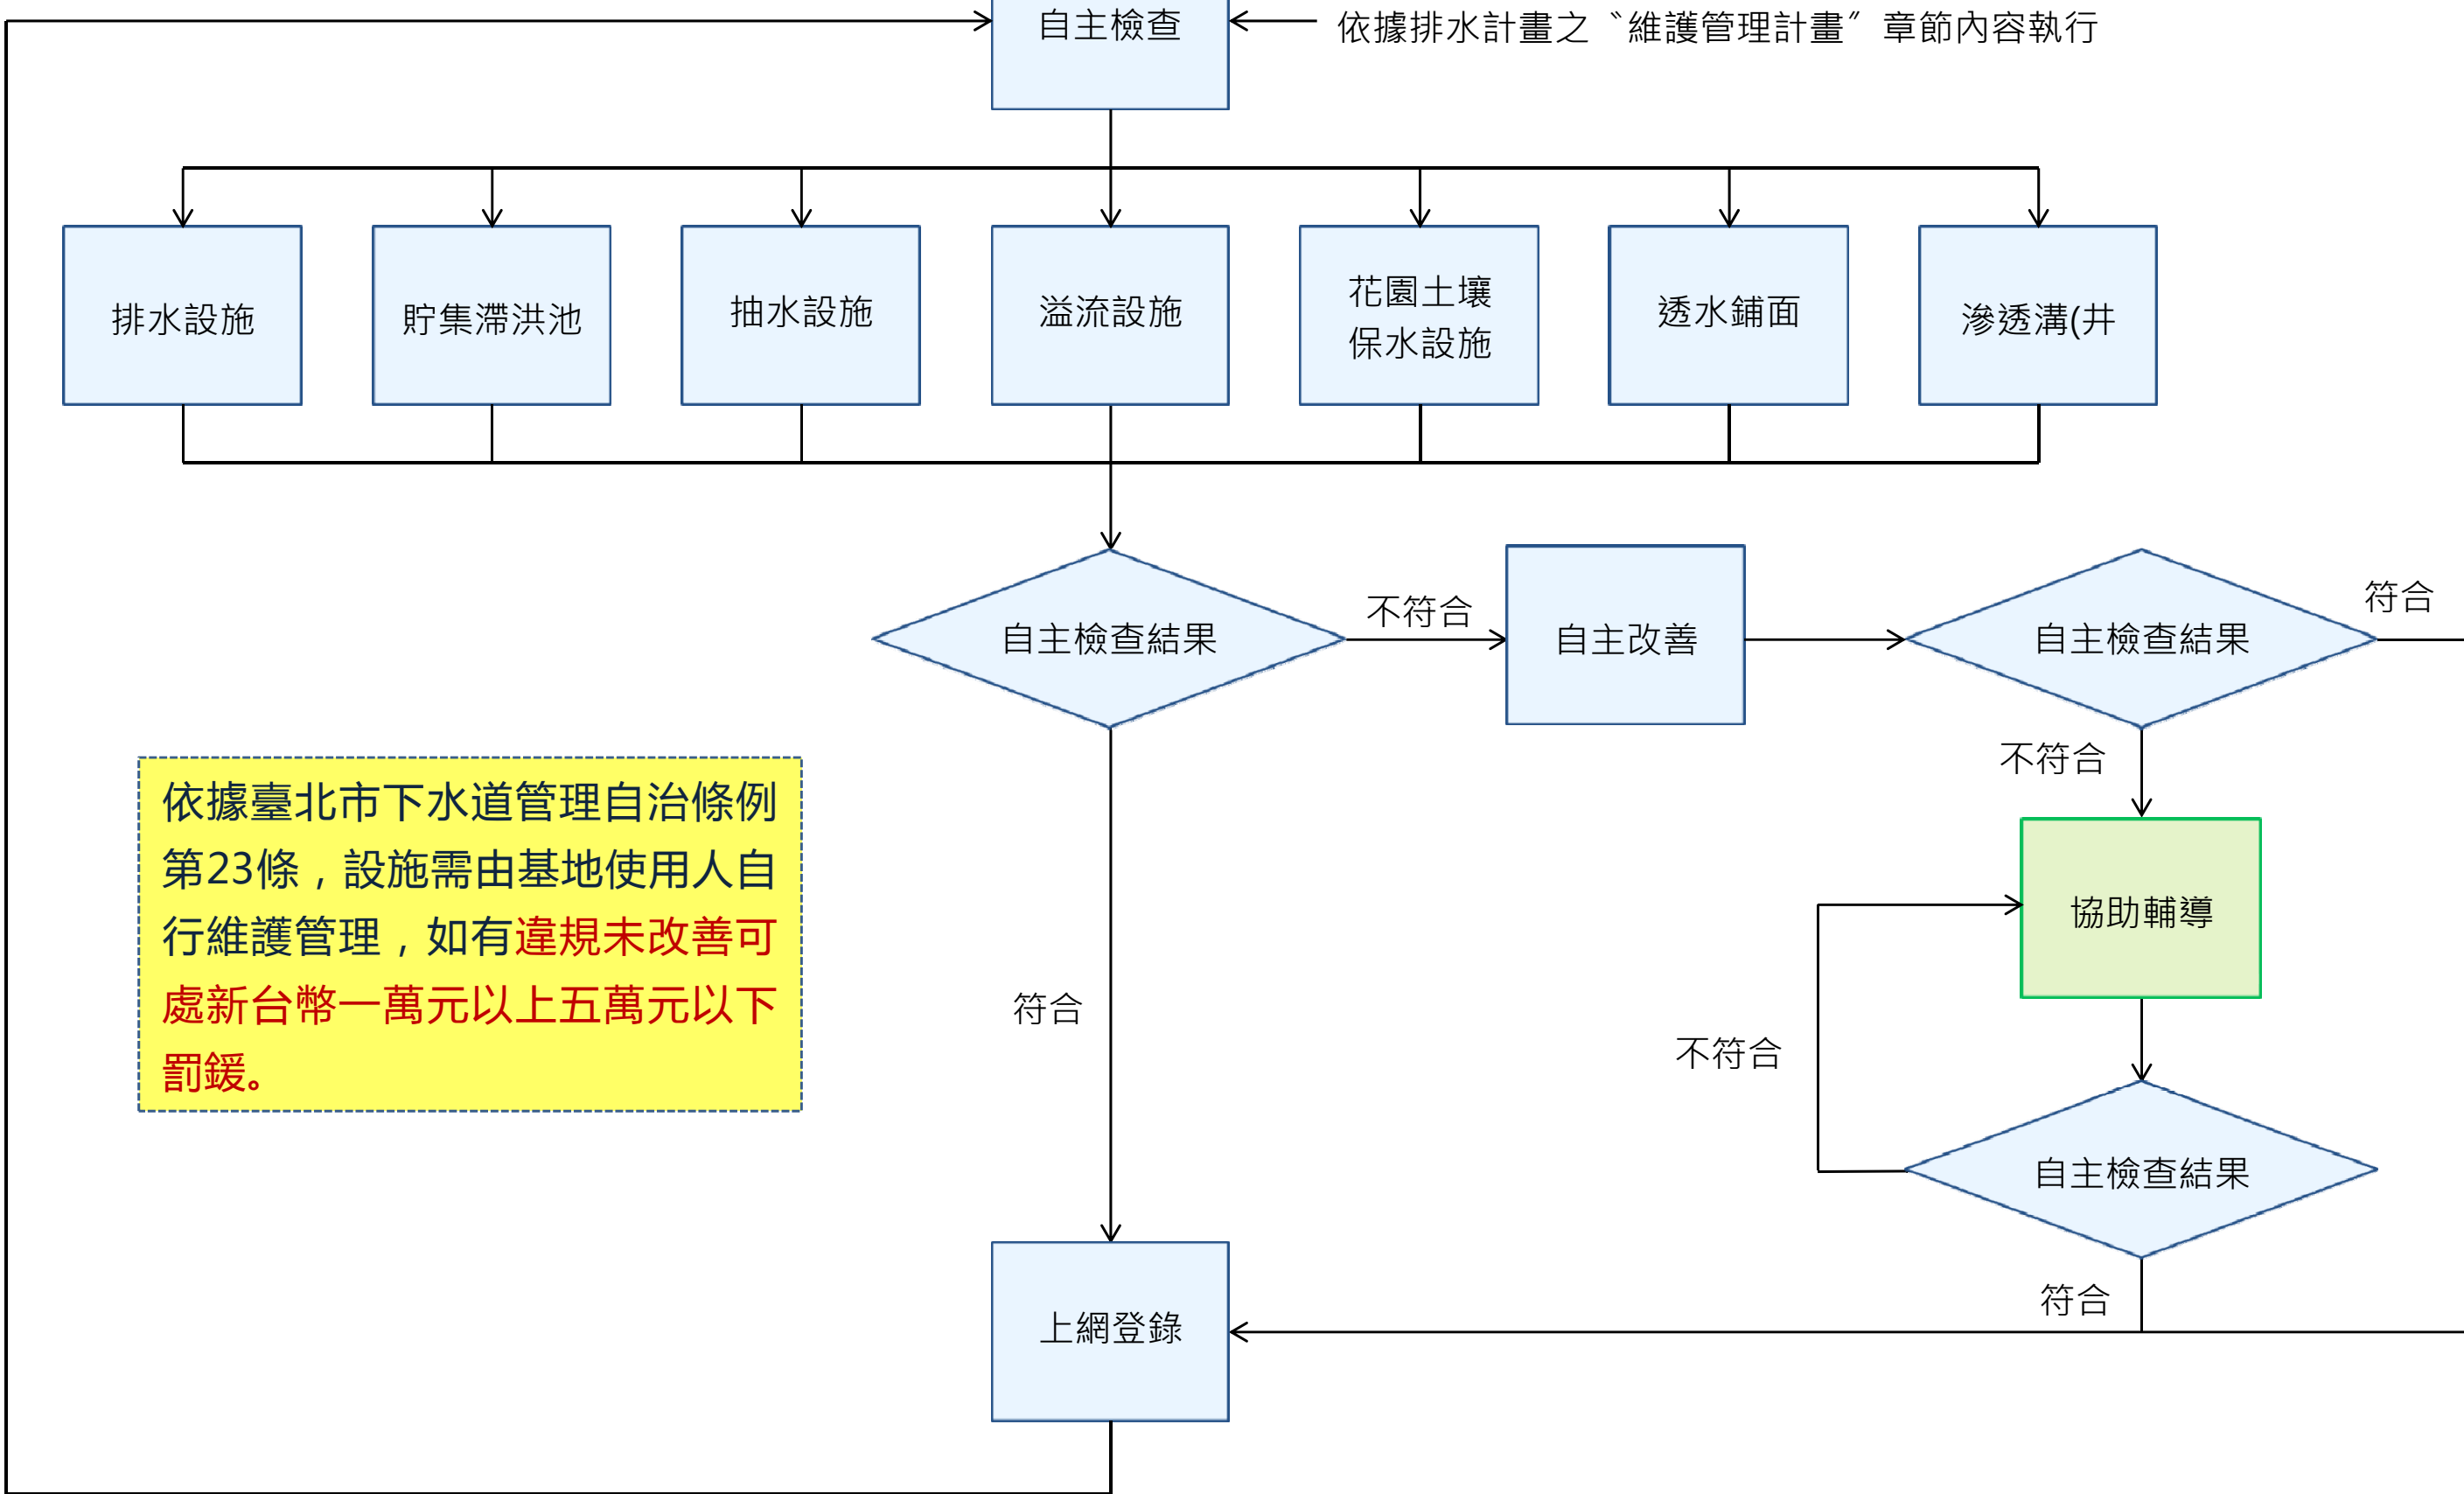 自主檢查
依據排水計畫之〝維護管理計畫〞章節內容執行
排水設施
貯集滯洪池
抽水設施
溢流設施
花園土壤
保水設施
透水鋪面
滲透溝(井
自主檢查結果
不符合
自主改善
自主檢查結果
符合
不符合
依據臺北市下水道管理自治條例
第23條，設施需由基地使用人自
行維護管理，如有違規未改善可
處新台幣一萬元以上五萬元以下
罰鍰。
協助輔導
符合
不符合
自主檢查結果
符合
上網登錄